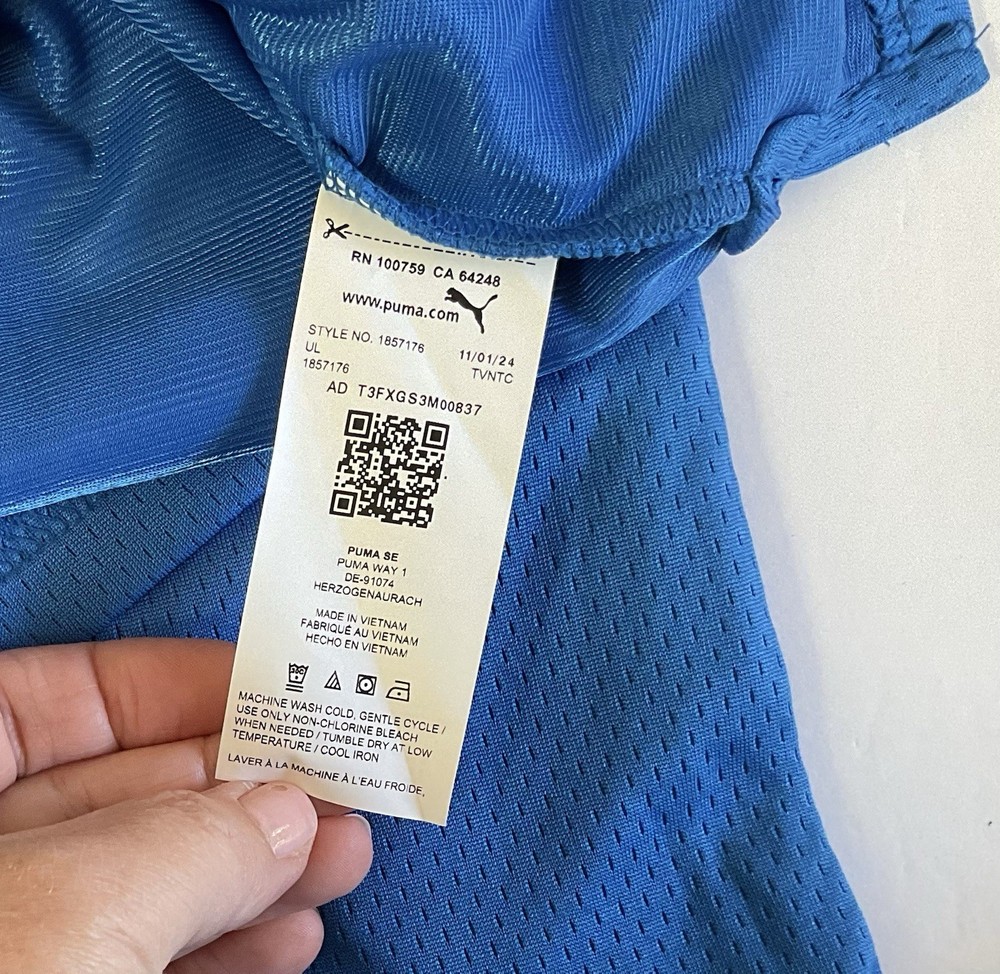 RN 100759 CA 64248
www.puma.com
STYLE NO. 1857176
UL
1857176
11/01/24
TVNTC
AD T3FXGS3M00837
PUMA SE
PUMA WAY 1
DE-91074
HERZOGENAURACH
MADE IN VIETNAM
FABRIQUÉ AU VIETNAM
HECHO EN VIETNAM
30C
MACHINE WASH COLD, GENTLE CYCLE /
USE ONLY NON-CHLORINE BLEACH
WHEN NEEDED / TUMBLE DRY AT LOW
TEMPERATURE / COOL IRON
LAVER À LA MACHINE À L'EAU FROIDE,